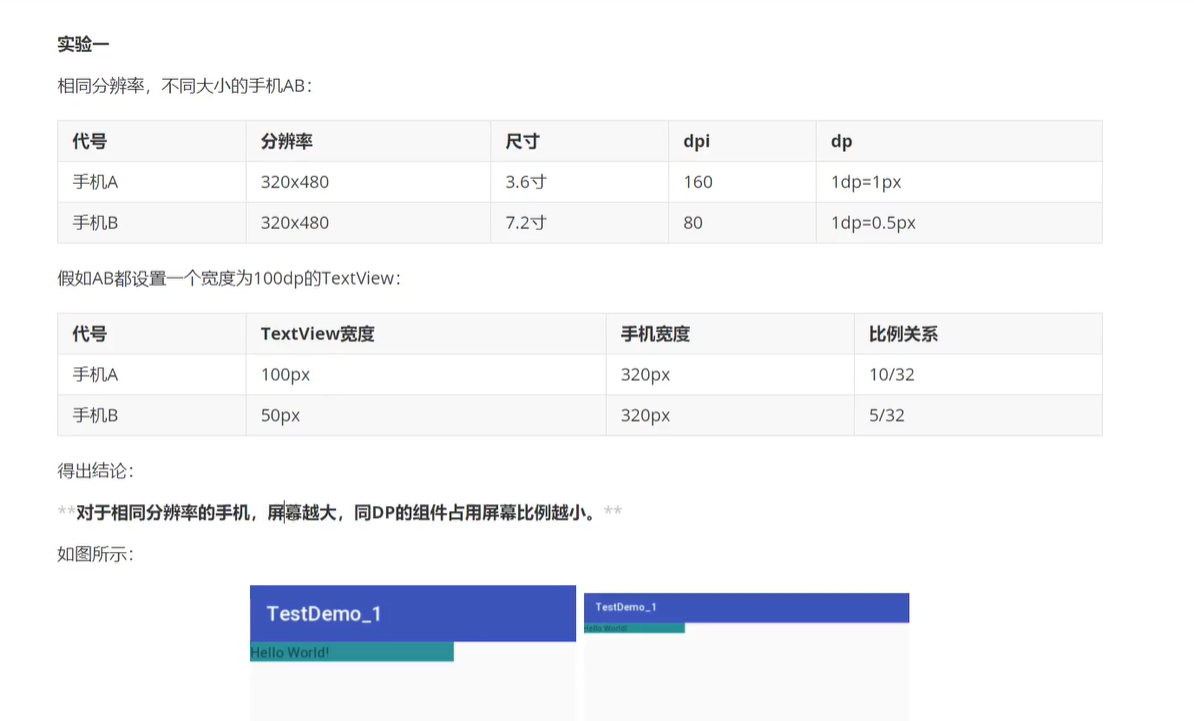 实验一
相同分辨率，不同大小的手机AB：
代号 分辨率 尺寸 dpi dp
手机A 320x480 3.6寸 160 1dp=1px
手机B 320x480 7.2寸 80 1dp=0.5px
假如AB都设置一个宽度为100dp的TextView：
代号 TextView宽度 手机宽度 比例关系
手机A 100px 320px 10/32
手机B 50px 320px 5/32
得出结论：
**对于相同分辨率的手机，屏幕越大，同DP的组件占用屏幕比例越小。**
如图所示：
TestDemo_1
Hello World!
TestDemo_1
Hello World!